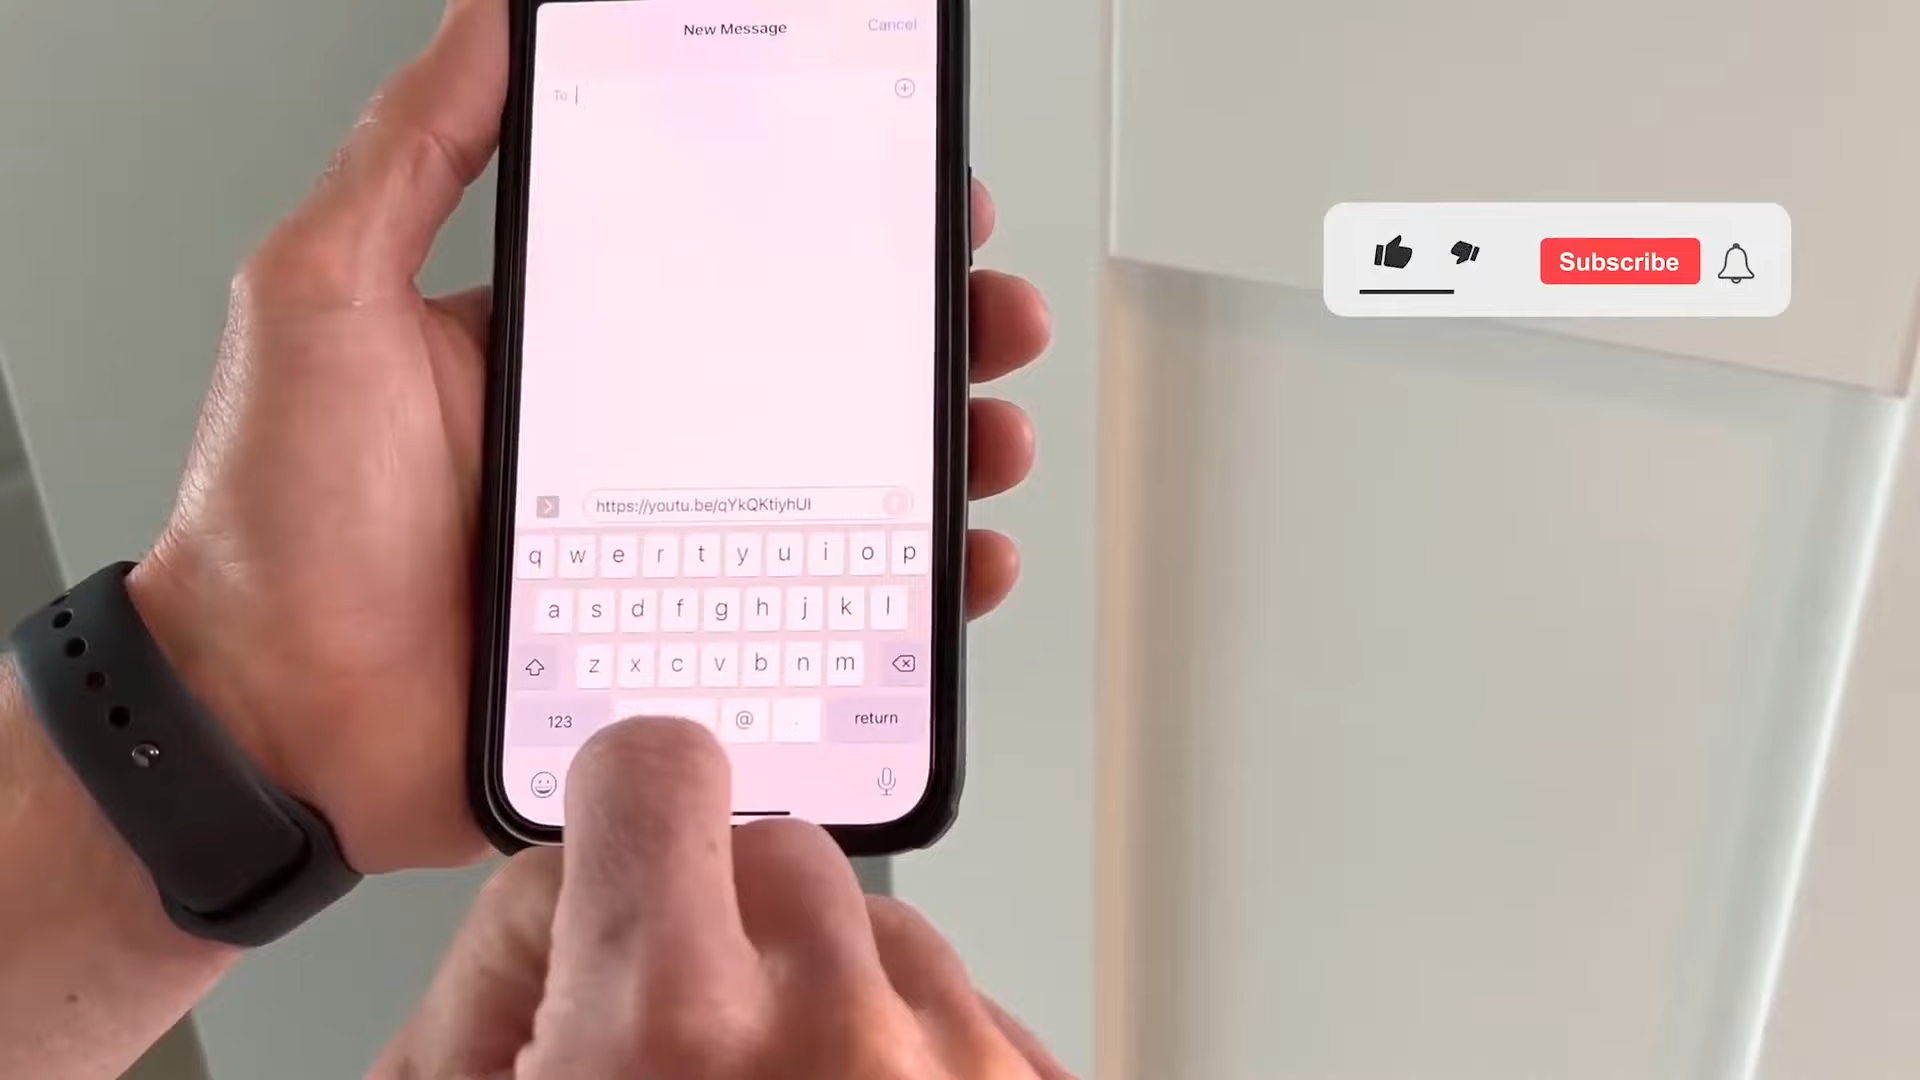 New Message
Cancel
To
https://youtu.be/qYkQKtiyhUI
q w e r t y u i o p
a s d f g h j k l
z x c v b n m
123
@
.
return
Subscribe